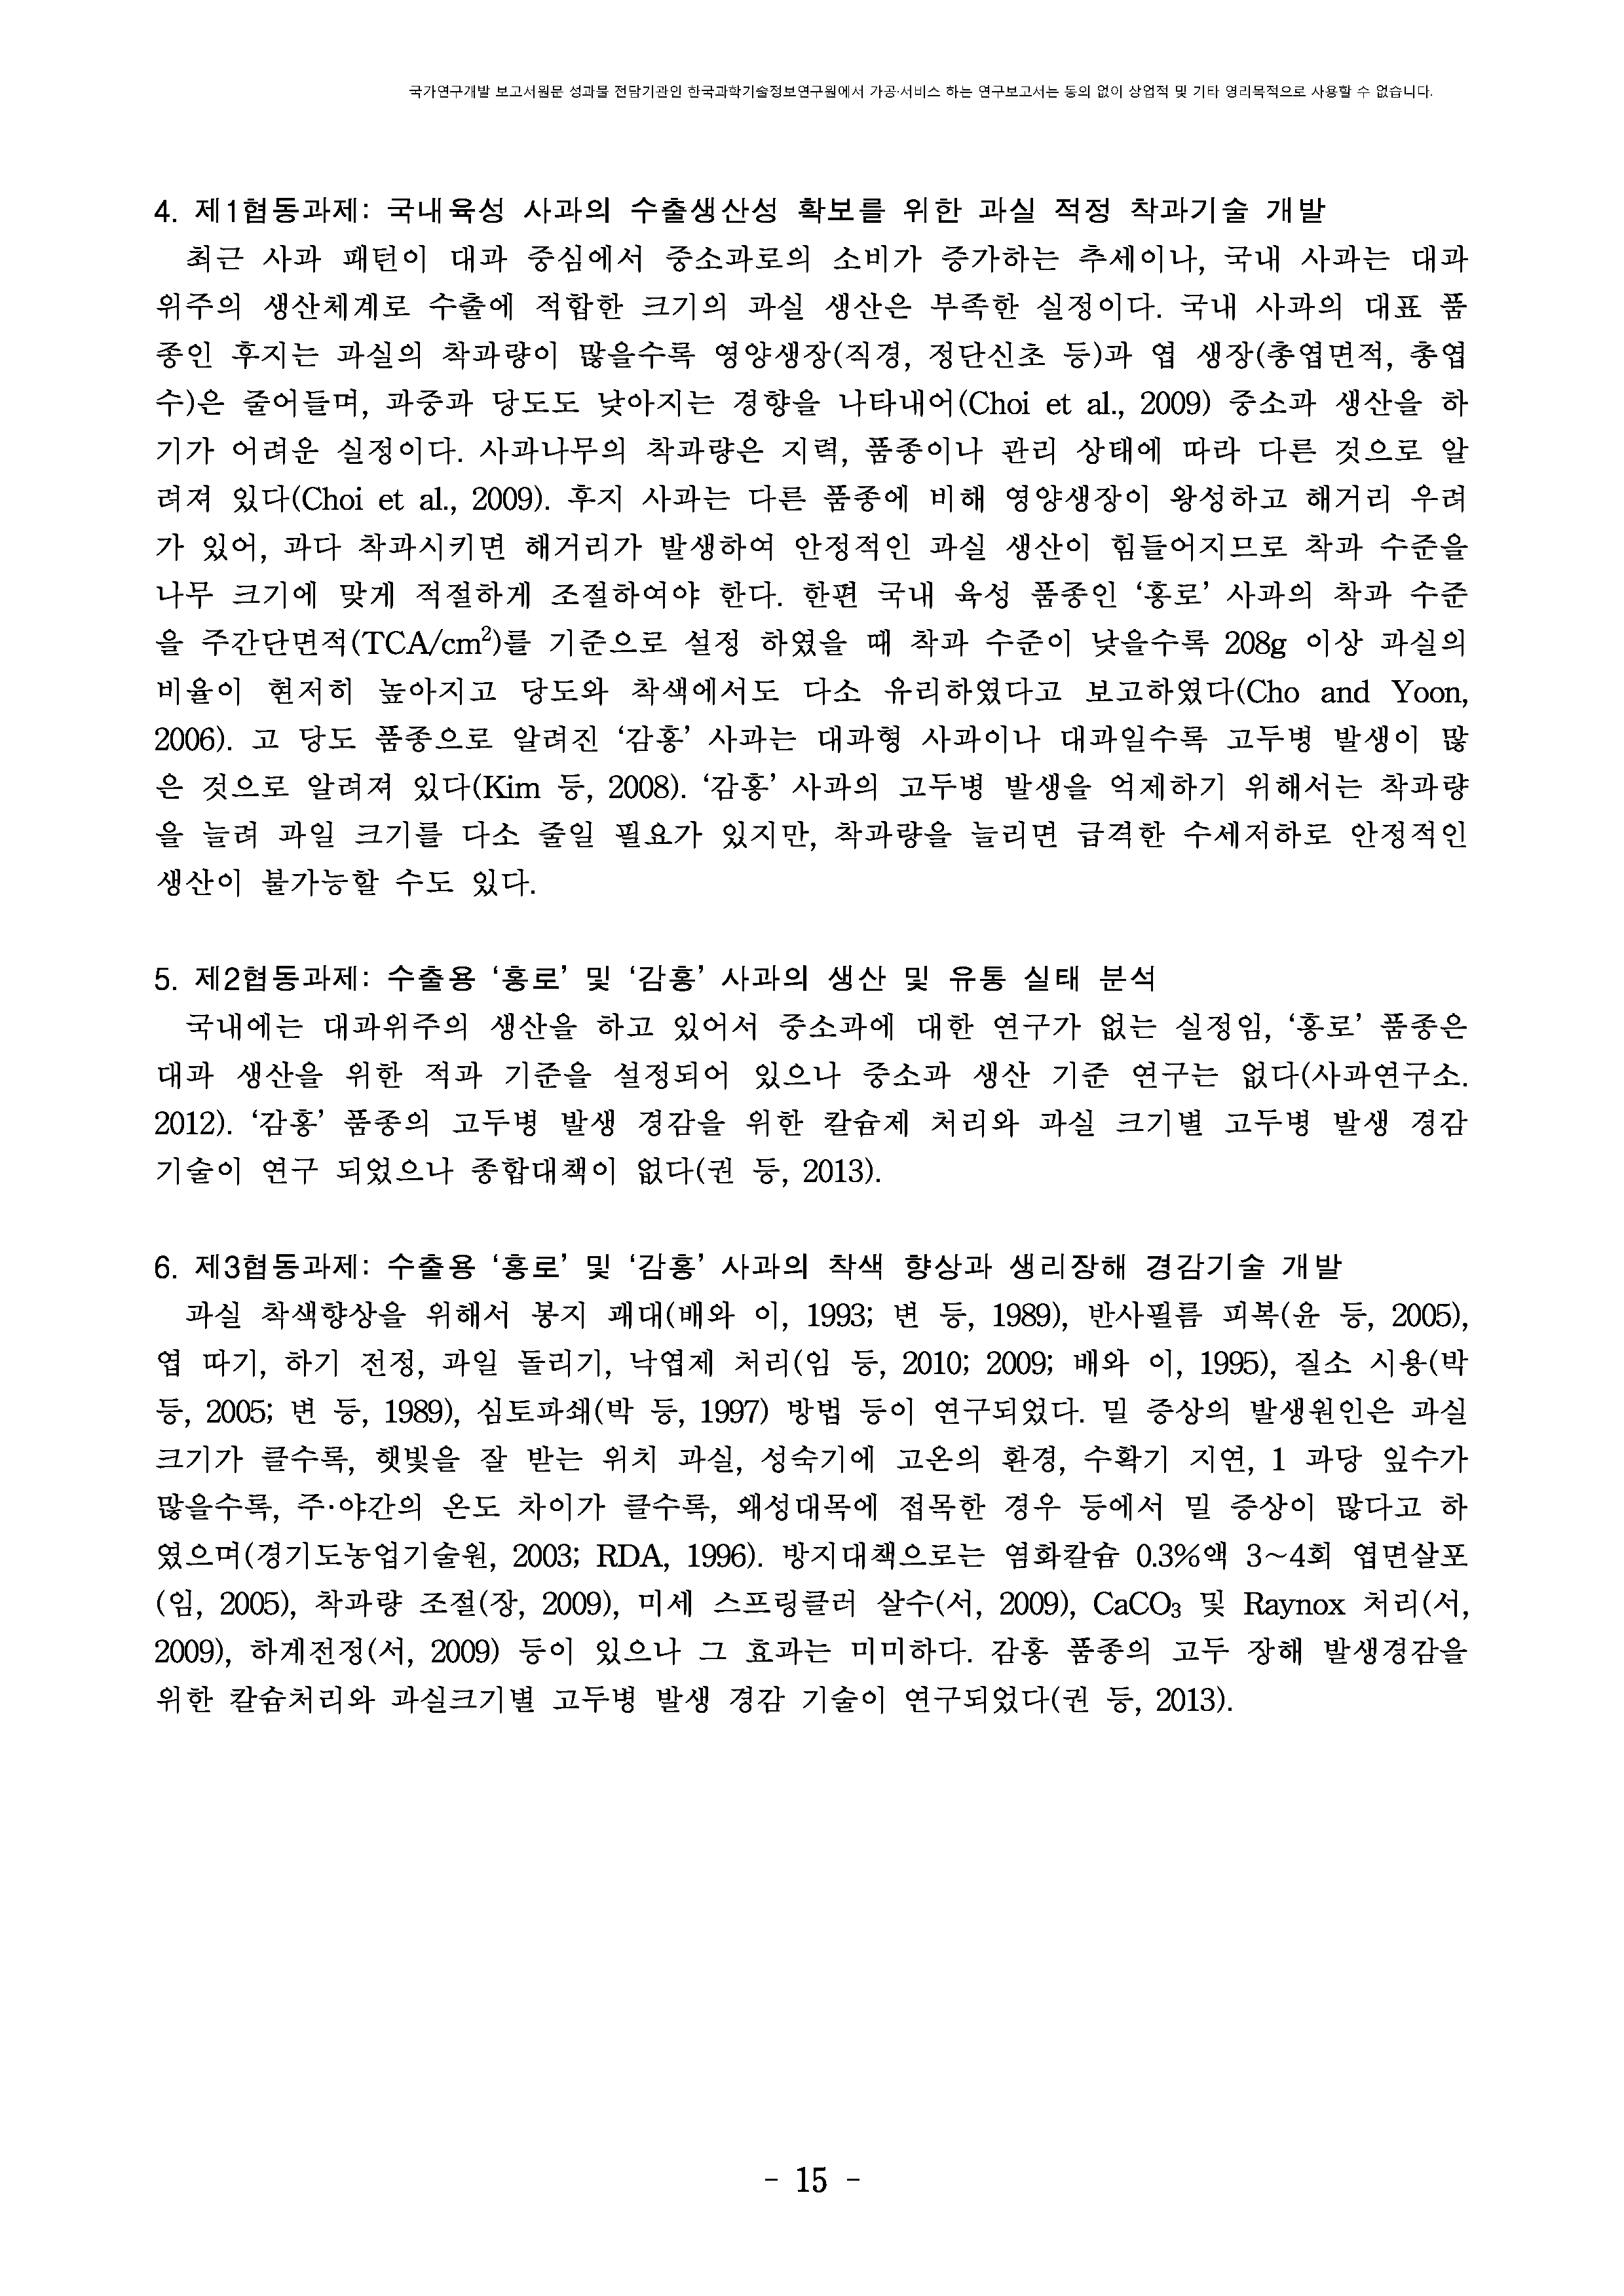 국가연구개발 보고서원문 성과물 전담기관인 한국과학기술정보연구원에서 가공·서비스 하는 연구보고서는 동의 없이 상업적 및 기타 영리목적으로 사용할 수 없습니다.
4. 제1협동과제: 국내육성 사과의 수출생산성 확보를 위한 과실 적정 착과기술 개발
최근 사과 패턴이 대과 중심에서 중소과로의 소비가 증가하는 추세이나, 국내 사과는 대과
위주의 생산체계로 수출에 적합한 크기의 과실 생산은 부족한 실정이다. 국내 사과의 대표 품
종인 후지는 과실의 착과량이 많을수록 영양생장(직경, 정단신초 등)과 엽 생장(총엽면적, 총엽
수)은 줄어들며, 과중과 당도도 낮아지는 경향을 나타내어(Choi et al., 2009) 중소과 생산을 하
기가 어려운 실정이다. 사과나무의 착과량은 지력, 품종이나 관리 상태에 따라 다른 것으로 알
려져 있다(Choi et al., 2009). 후지 사과는 다른 품종에 비해 영양생장이 왕성하고 해거리 우려
가 있어, 과다 착과시키면 해거리가 발생하여 안정적인 과실 생산이 힘들어지므로 착과 수준을
나무 크기에 맞게 적절하게 조절하여야 한다. 한편 국내 육성 품종인 ‘홍로’ 사과의 착과 수준
을 주간단면적(TCA/cm²)를 기준으로 설정 하였을 때 착과 수준이 낮을수록 208g 이상 과실의
비율이 현저히 높아지고 당도와 착색에서도 다소 유리하였다고 보고하였다(Cho and Yoon,
2006). 고 당도 품종으로 알려진 ‘감홍’ 사과는 대과형 사과이나 대과일수록 고두병 발생이 많
은 것으로 알려져 있다(Kim 등, 2008). ‘감홍’ 사과의 고두병 발생을 억제하기 위해서는 착과량
을 늘려 과일 크기를 다소 줄일 필요가 있지만, 착과량을 늘리면 급격한 수세저하로 안정적인
생산이 불가능할 수도 있다.
5. 제2협동과제: 수출용 ‘홍로’ 및 ‘감홍’ 사과의 생산 및 유통 실태 분석
국내에는 대과위주의 생산을 하고 있어서 중소과에 대한 연구가 없는 실정임, ‘홍로’ 품종은
대과 생산을 위한 적과 기준을 설정되어 있으나 중소과 생산 기준 연구는 없다(사과연구소.
2012). ‘감홍’ 품종의 고두병 발생 경감을 위한 칼슘제 처리와 과실 크기별 고두병 발생 경감
기술이 연구 되었으나 종합대책이 없다(권 등, 2013).
6. 제3협동과제: 수출용 ‘홍로’ 및 ‘감홍’ 사과의 착색 향상과 생리장해 경감기술 개발
과실 착색향상을 위해서 봉지 괘대(배와 이, 1993; 변 등, 1989), 반사필름 피복(윤 등, 2005),
엽 따기, 하기 전정, 과일 돌리기, 낙엽제 처리(임 등, 2010; 2009; 배와 이, 1995), 질소 시용(박
등, 2005; 변 등, 1989), 심토파쇄(박 등, 1997) 방법 등이 연구되었다. 밀 증상의 발생원인은 과실
크기가 클수록, 햇빛을 잘 받는 위치 과실, 성숙기에 고온의 환경, 수확기 지연, 1 과당 잎수가
많을수록, 주·야간의 온도 차이가 클수록, 왜성대목에 접목한 경우 등에서 밀 증상이 많다고 하
였으며(경기도농업기술원, 2003; RDA, 1996). 방지대책으로는 염화칼슘 0.3%액 3~4회 엽면살포
(임, 2005), 착과량 조절(장, 2009), 미세 스프링클러 살수(서, 2009), CaCO₃ 및 Raynox 처리(서,
2009), 하계전정(서, 2009) 등이 있으나 그 효과는 미미하다. 감홍 품종의 고두 장해 발생경감을
위한 칼슘처리와 과실크기별 고두병 발생 경감 기술이 연구되었다(권 등, 2013).
- 15 -